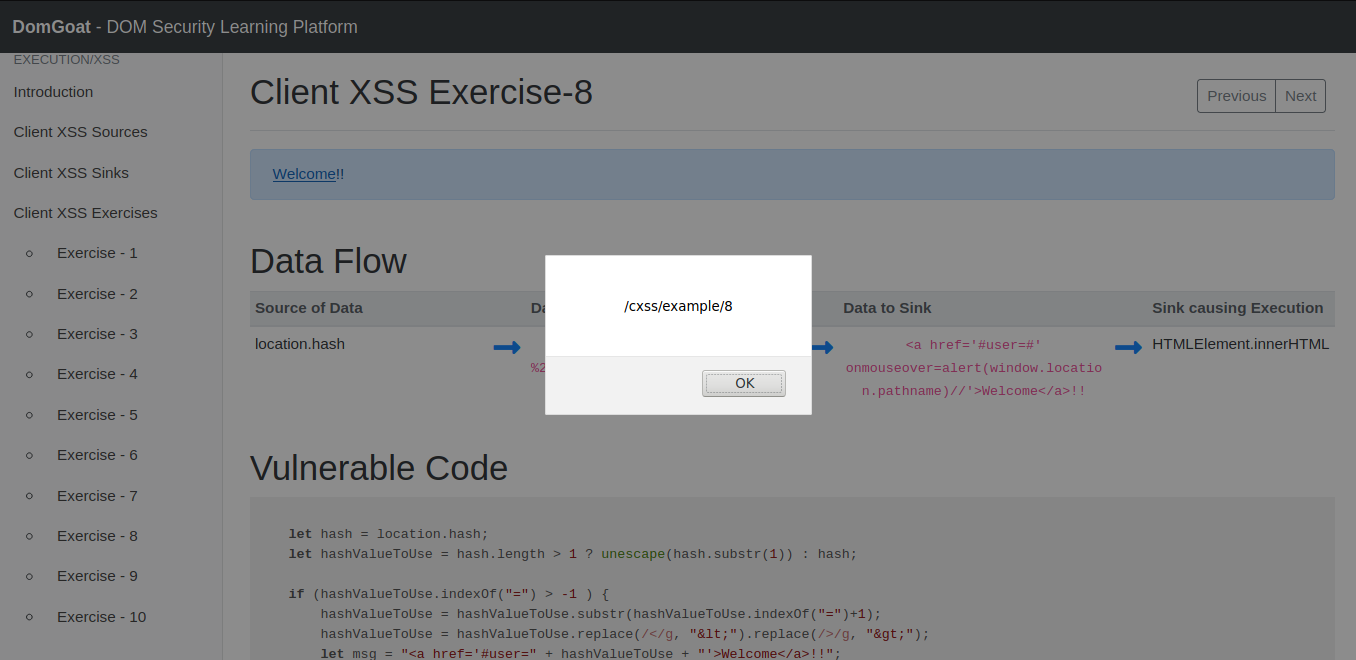 DomGoat - DOM Security Learning Platform
EXECUTION/XSS
Introduction
Client XSS Sources
Client XSS Sinks
Client XSS Exercises
Exercise - 1
Exercise - 2
Exercise - 3
Exercise - 4
Exercise - 5
Exercise - 6
Exercise - 7
Exercise - 8
Exercise - 9
Exercise - 10
Client XSS Exercise-8
Previous Next
Welcome!!
Data Flow
Source of Data Data to Sink Sink causing Execution
location.hash
<a href='#user=#'
onmouseover=alert(window.locatio
n.pathname)//'>Welcome</a>!!
HTMLElement.innerHTML
/cxss/example/8
OK
Vulnerable Code
let hash = location.hash;
let hashValueToUse = hash.length > 1 ? unescape(hash.substr(1)) : hash;
if (hashValueToUse.indexOf("=") > -1 ) {
hashValueToUse = hashValueToUse.substr(hashValueToUse.indexOf("=")+1);
hashValueToUse = hashValueToUse.replace(/</g, "&lt;").replace(/>/g, "&gt;");
let msg = "<a href='#user=" + hashValueToUse + "'>Welcome</a>!!";